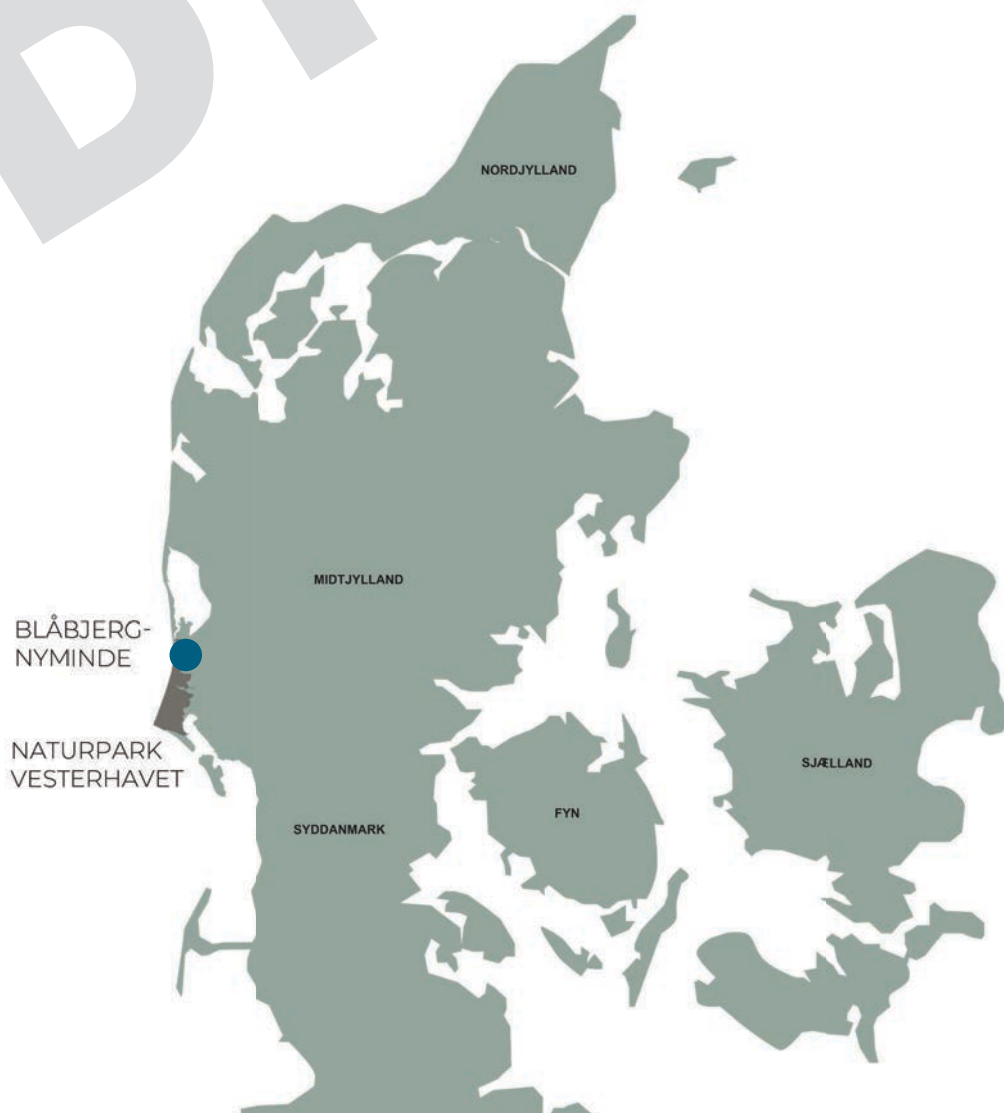 NORDJYLLAND
MIDTJYLLAND
BLÅBJERG-
NYMINDE
NATURPARK
VESTERHAVET
SJÆLLAND
FYN
SYDDANMARK